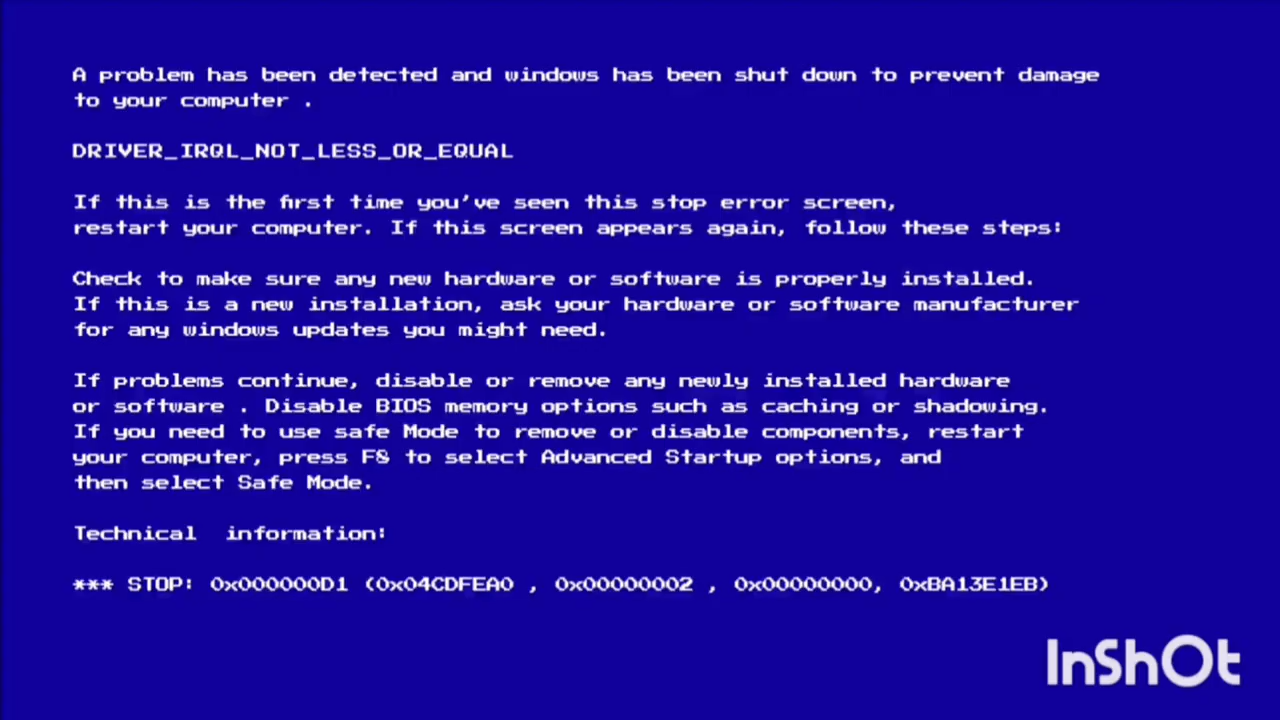 A problem has been detected and windows has been shut down to prevent damage
to your computer .
DRIVER_IRQL_NOT_LESS_OR_EQUAL
If this is the first time you've seen this stop error screen,
restart your computer. If this screen appears again, follow these steps:
Check to make sure any new hardware or software is properly installed.
If this is a new installation, ask your hardware or software manufacturer
for any windows updates you might need.
If problems continue, disable or remove any newly installed hardware
or software . Disable BIOS memory options such as caching or shadowing.
If you need to use safe Mode to remove or disable components, restart
your computer, press F& to select Advanced Startup options, and
then select Safe Mode.
Technical  information:
*** STOP: 0x000000D1 (0x04CDFEA0 , 0x00000002 , 0x00000000, 0xBA13E1EB)
InShOt